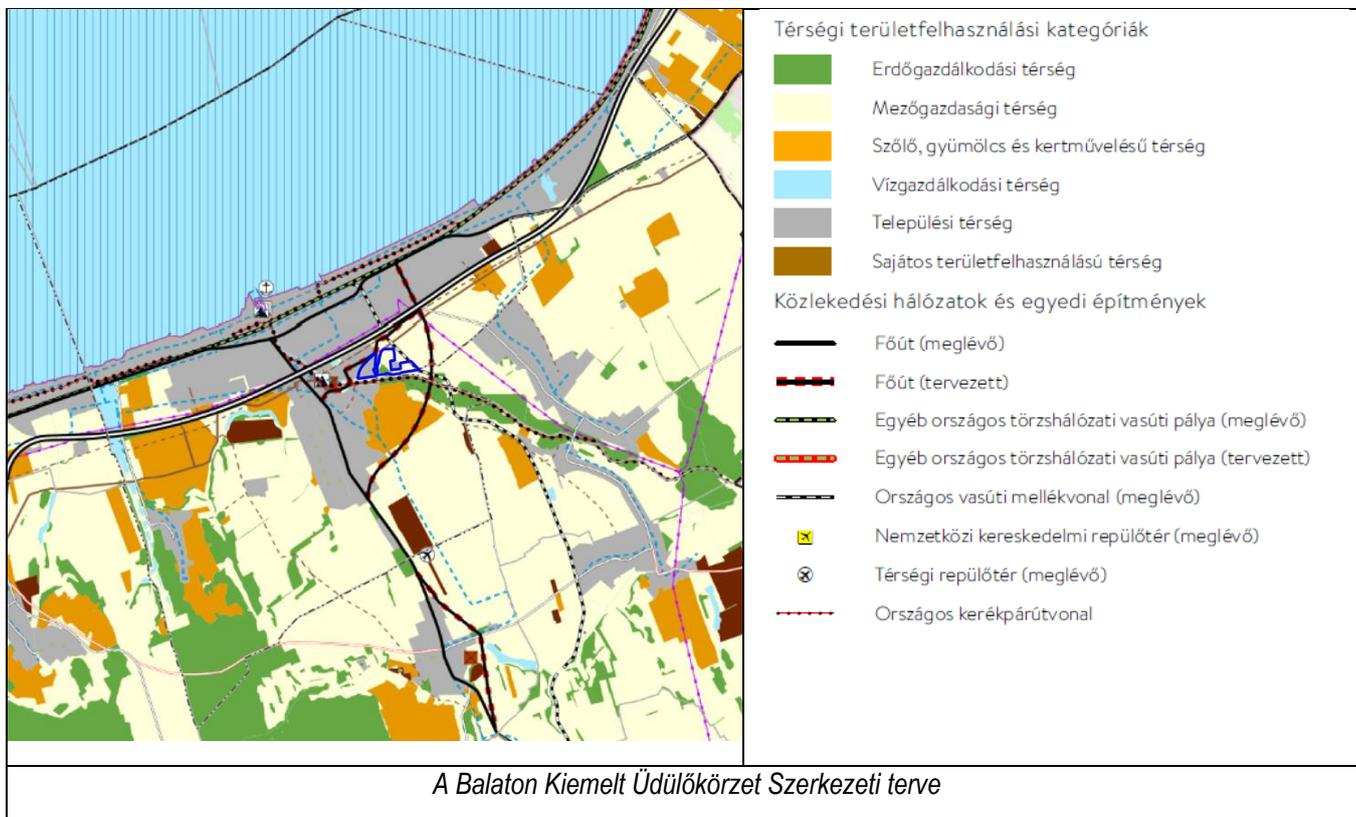 Térségi területfelhasználási kategóriák
Erdőgazdálkodási térség
Mezőgazdasági térség
Szőlő, gyümölcs és kertművelésű térség
Vízgazdálkodási térség
Települési térség
Sajátos területfelhasználású térség
Közlekedési hálózatok és egyedi építmények
Főút (meglévő)
Főút (tervezett)
Egyéb országos törzshálózati vasúti pálya (meglévő)
Egyéb országos törzshálózati vasúti pálya (tervezett)
Országos vasúti mellékvonal (meglévő)
Nemzetközi kereskedelmi repülőtér (meglévő)
Térségi repülőtér (meglévő)
Országos kerékpárútvonal
A Balaton Kiemelt Üdülőkörzet Szerkezeti terve